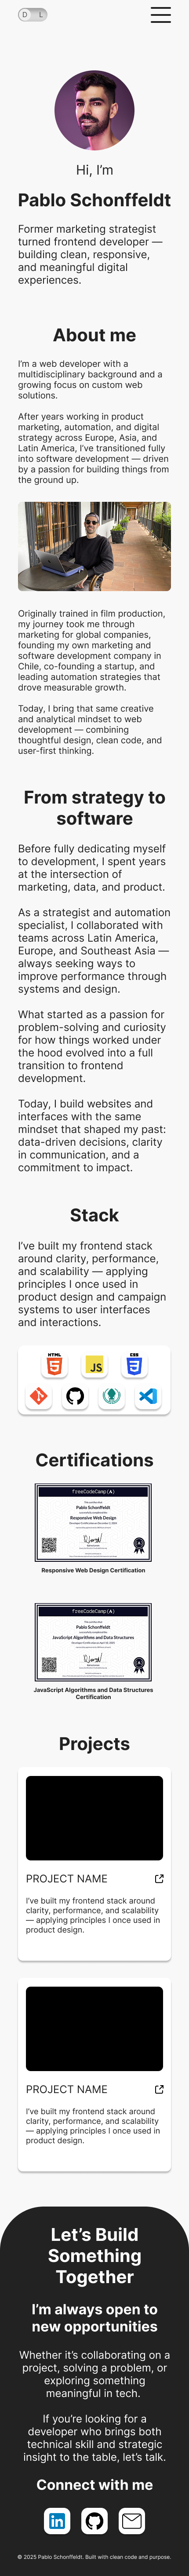 D L
Hi, I'm
Pablo Schonffeldt
Former marketing strategist
turned frontend developer —
building clean, responsive,
and meaningful digital
experiences.
About me
I'm a web developer with a
multidisciplinary background and a
growing focus on custom web
solutions.
After years working in product
marketing, automation, and digital
strategy across Europe, Asia, and
Latin America, I've transitioned fully
into software development — driven
by a passion for building things from
the ground up.
Originally trained in film production,
my journey took me through
marketing for global companies,
founding my own marketing and
software development company in
Chile, co-founding a startup, and
leading automation strategies that
drove measurable growth.
Today, I bring that same creative
and analytical mindset to web
development — combining
thoughtful design, clean code, and
user-first thinking.
From strategy to
software
Before fully dedicating myself
to development, I spent years
at the intersection of
marketing, data, and product.
As a strategist and automation
specialist, I collaborated with
teams across Latin America,
Europe, and Southeast Asia —
always seeking ways to
improve performance through
systems and design.
What started as a passion for
problem-solving and curiosity
for how things worked under
the hood evolved into a full
transition to frontend
development.
Today, I build websites and
interfaces with the same
mindset that shaped my past:
data-driven decisions, clarity
in communication, and a
commitment to impact.
Stack
I've built my frontend stack
around clarity, performance,
and scalability — applying
principles I once used in
product design and campaign
systems to user interfaces
and interactions.
HTML
5
JS
CSS
3
Certifications
freeCodeCamp(A)
Pablo Schonffeldt
Responsive Web Design
Responsive Web Design Certification
freeCodeCamp(A)
Pablo Schonffeldt
JavaScript Algorithms and Data Structures
JavaScript Algorithms and Data Structures
Certification
Projects
PROJECT NAME
I've built my frontend stack around
clarity, performance, and scalability
— applying principles I once used in
product design.
PROJECT NAME
I've built my frontend stack around
clarity, performance, and scalability
— applying principles I once used in
product design.
Let's Build
Something
Together
I'm always open to
new opportunities
Whether it's collaborating on a
project, solving a problem, or
exploring something
meaningful in tech.
If you're looking for a
developer who brings both
technical skill and strategic
insight to the table, let's talk.
Connect with me
in
© 2025 Pablo Schonffeldt. Built with clean code and purpose.